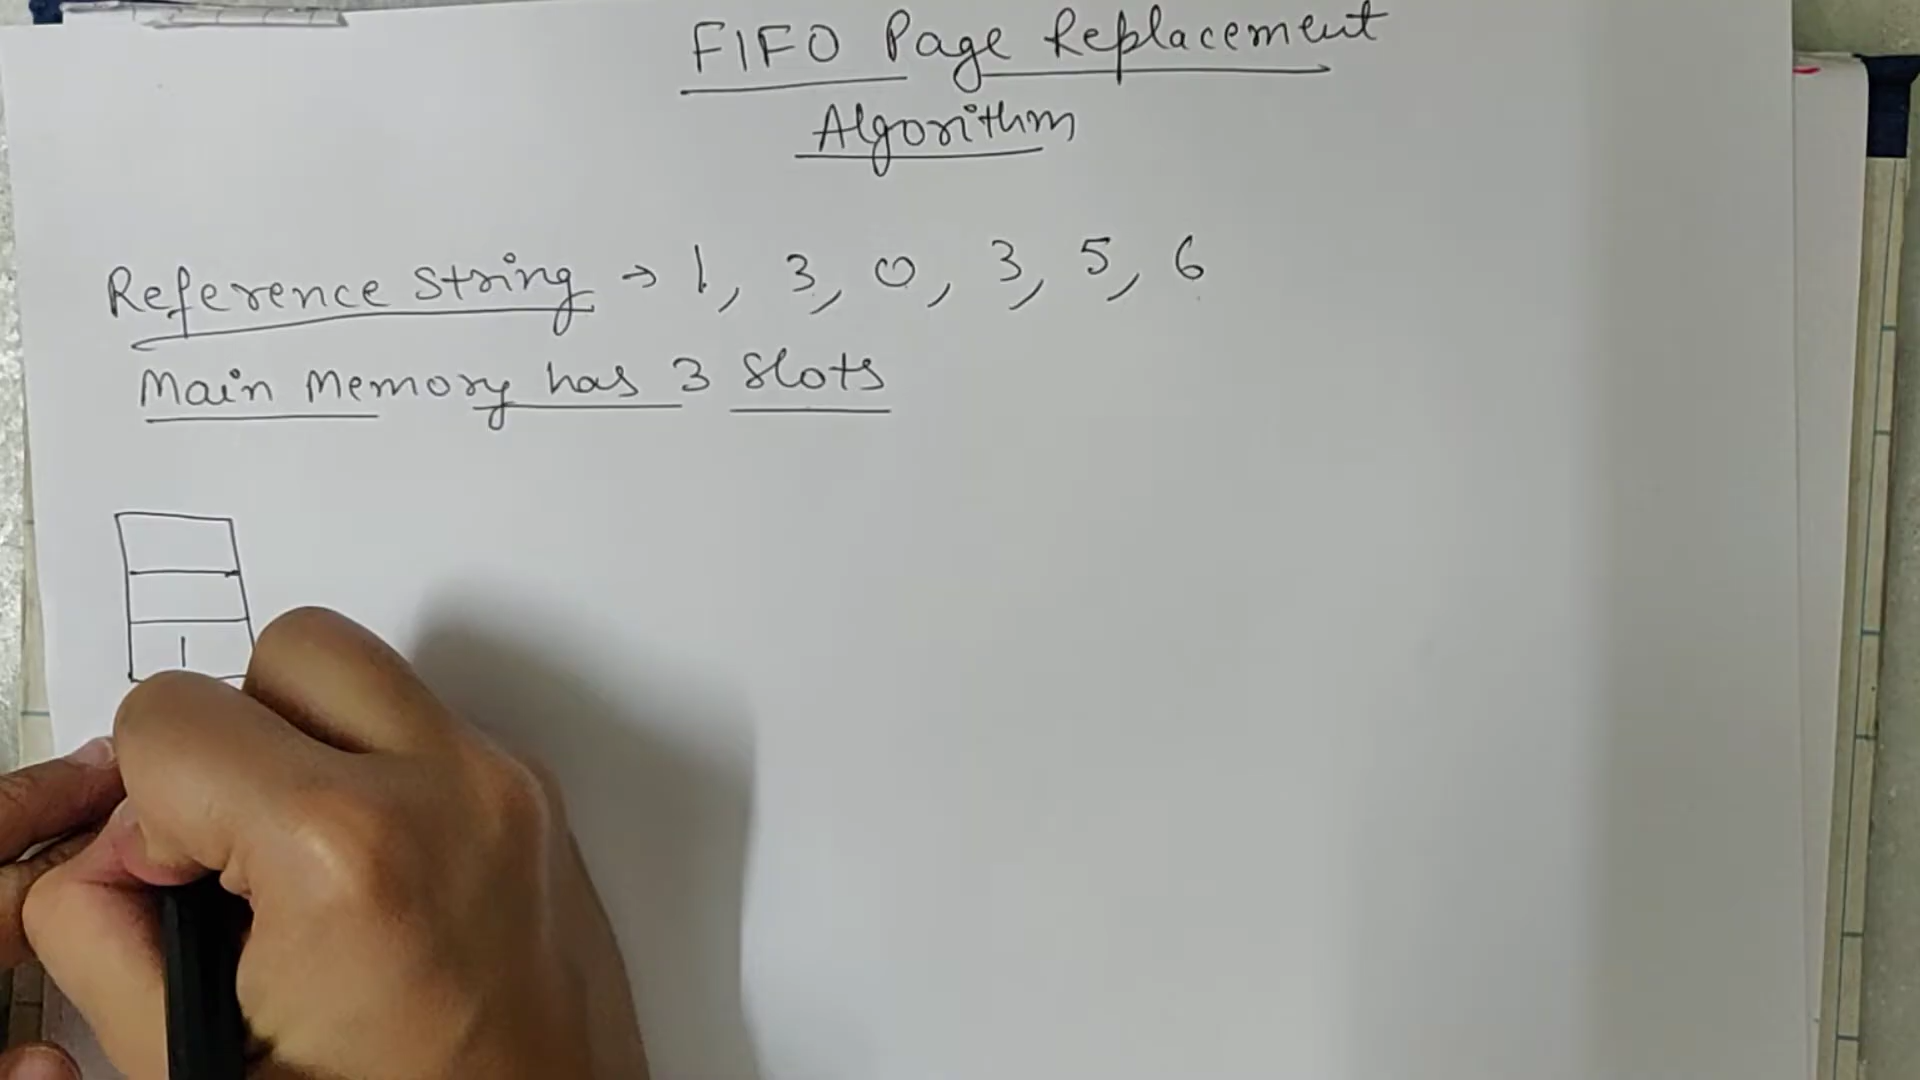 FIFO Page Replacement
Algorithm
Reference String → 1, 3, 0, 3, 5, 6
Main Memory has 3 Slots
1